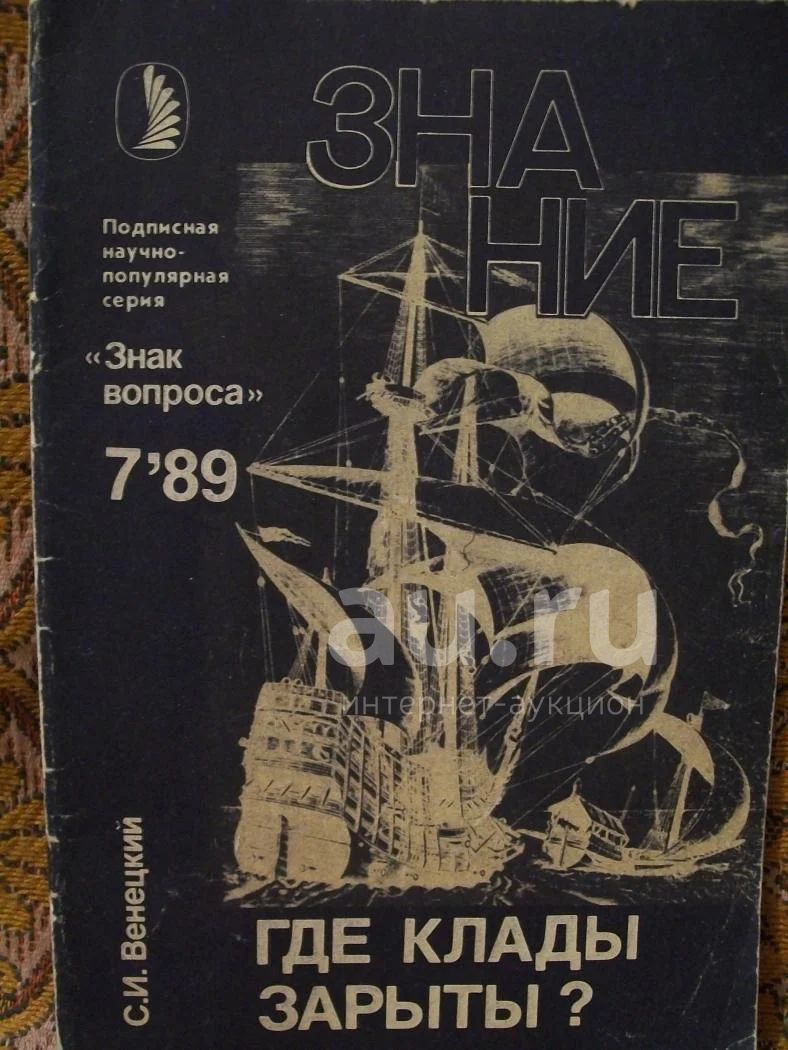 ЗНА
НИЕ
Подписная
научно-
популярная
серия
«Знак
вопроса»
7’89
au.ru
интернет-аукцион
С.И. Венецкий
ГДЕ КЛАДЫ
ЗАРЫТЫ?